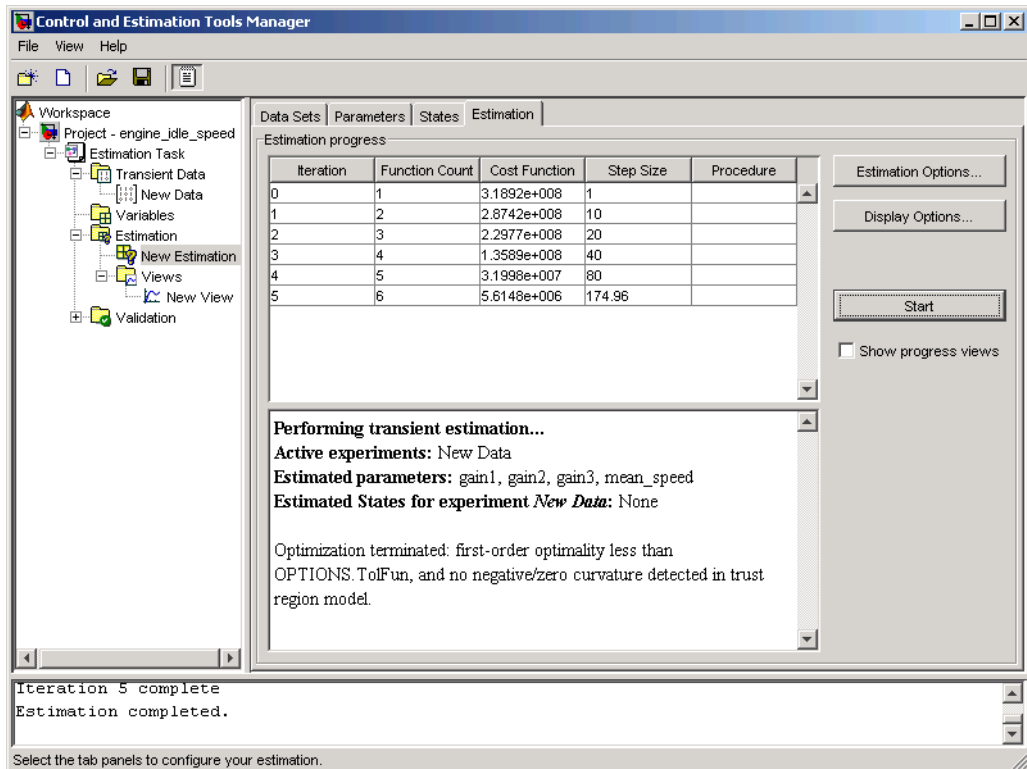 Control and Estimation Tools Manager
File View Help
Workspace
Project - engine_idle_speed
Estimation Task
Transient Data
New Data
Variables
Estimation
New Estimation
Views
New View
Validation
Data Sets Parameters States Estimation
Estimation progress
Iteration Function Count Cost Function Step Size Procedure
0 1 3.1892e+008 1
1 2 2.8742e+008 10
2 3 2.2977e+008 20
3 4 1.3589e+008 40
4 5 3.1998e+007 80
5 6 5.6148e+006 174.96
Estimation Options...
Display Options...
Start
Show progress views
Performing transient estimation...
Active experiments: New Data
Estimated parameters: gain1, gain2, gain3, mean_speed
Estimated States for experiment New Data: None
Optimization terminated: first-order optimality less than
OPTIONS.TolFun, and no negative/zero curvature detected in trust
region model.
Iteration 5 complete
Estimation completed.
Select the tab panels to configure your estimation.